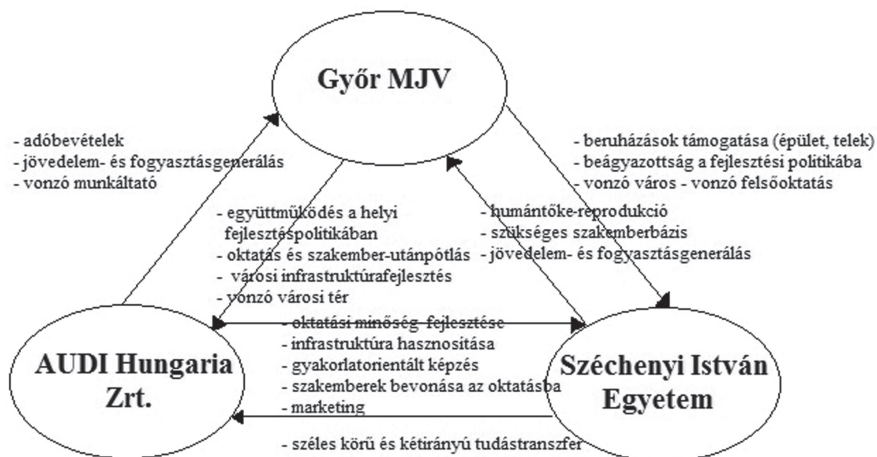 Győr MJV
- adóbevételek
- jövedelem- és fogyasztásgenerálás
- vonzó munkáltató
- beruházások támogatása (épület, telek)
- beágyazottság a fejlesztési politikába
- vonzó város - vonzó felsőoktatás
- együttműködés a helyi
fejlesztéspolitikában
- oktatás és szakember-utánpótlás
- városi infrastruktúrafejlesztés
- vonzó városi tér
- humántőke-reprodukció
- szükséges szakemberbázis
- jövedelem- és fogyasztásgenerálás
AUDI Hungaria
Zrt.
- oktatási minőség fejlesztése
- infrastruktúra hasznosítása
- gyakorlatorientált képzés
- szakemberek bevonása az oktatásba
- marketing
Széchenyi István
Egyetem
- széles körű és kétirányú tudástranszfer